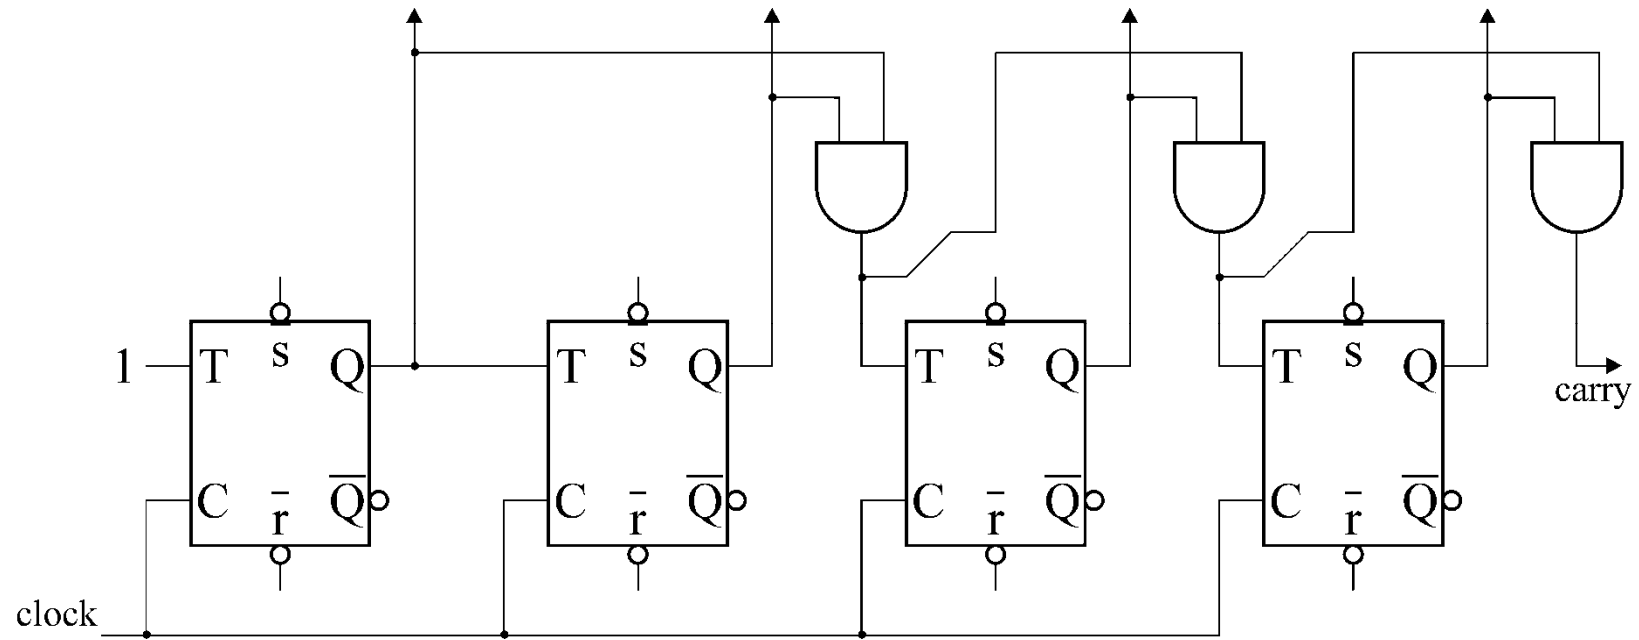 1 T s Q T s Q T s Q T s Q
carry
C r̅ Q̅ C r̅ Q̅ C r̅ Q̅ C r̅ Q̅
clock